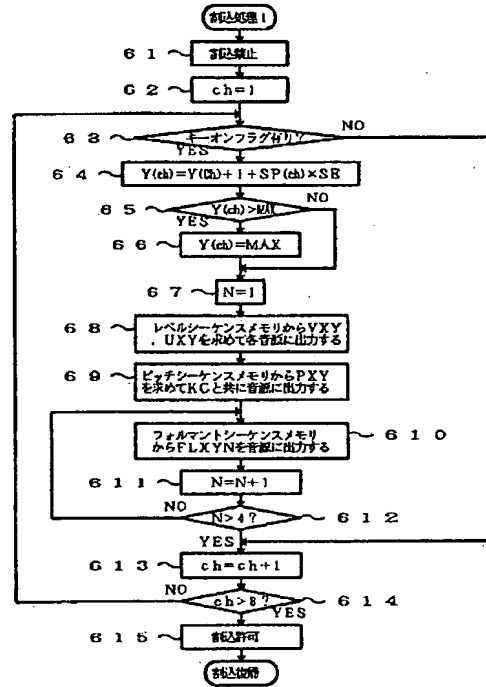 割込処理1
61 割込禁止
62 ch=1
63 キーオンフラグ有り?
NO
YES
64 Y(ch)=Y(Ch)+1+SP(ch)×SE
65 Y(ch)>MAX
NO
YES
66 Y(ch)=MAX
67 N=1
68 レベルシーケンスメモリからVXY
, UXYを求めて各音源に出力する
69 ピッチシーケンスメモリからPXY
を求めてKCと共に音源に出力する
フォルマントシーケンスメモリ 610
からFLXYNを音源に出力する
611 N=N+1
NO
N>4? 612
YES
613 ch=ch+1
NO
ch>8? 614
YES
615 割込許可
割込復帰